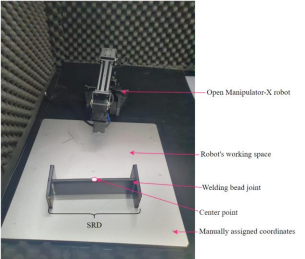 Open Manipulator-X robot
Robot's working space
Welding bead joint
Center point
SRD
Manually assigned coordinates